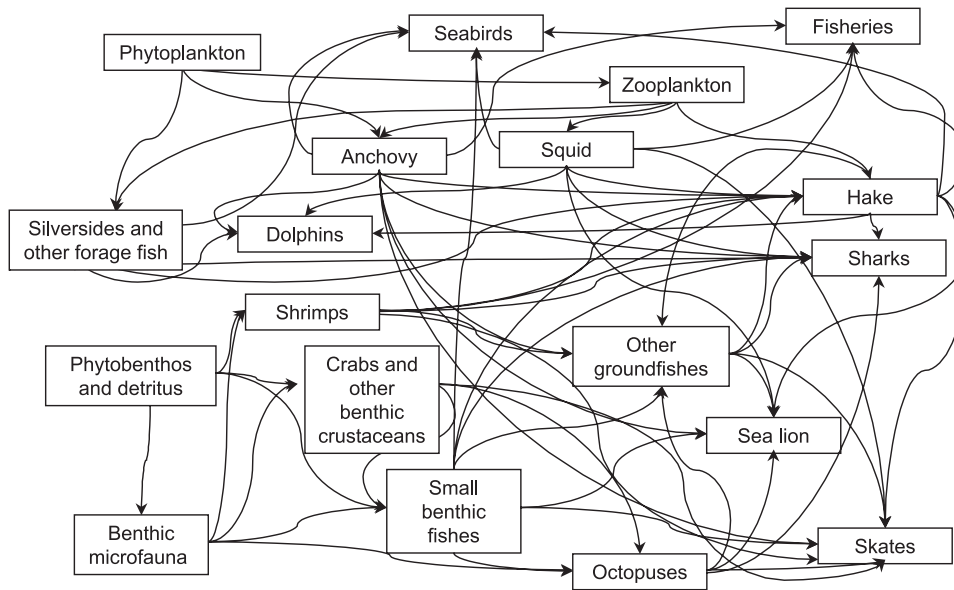 Seabirds
Fisheries
Phytoplankton
Zooplankton
Anchovy
Squid
Hake
Silversides and
other forage fish
Dolphins
Sharks
Shrimps
Phytobenthos
and detritus
Crabs and
other
benthic
crustaceans
Other
groundfishes
Sea lion
Small
benthic
fishes
Benthic
microfauna
Octopuses
Skates